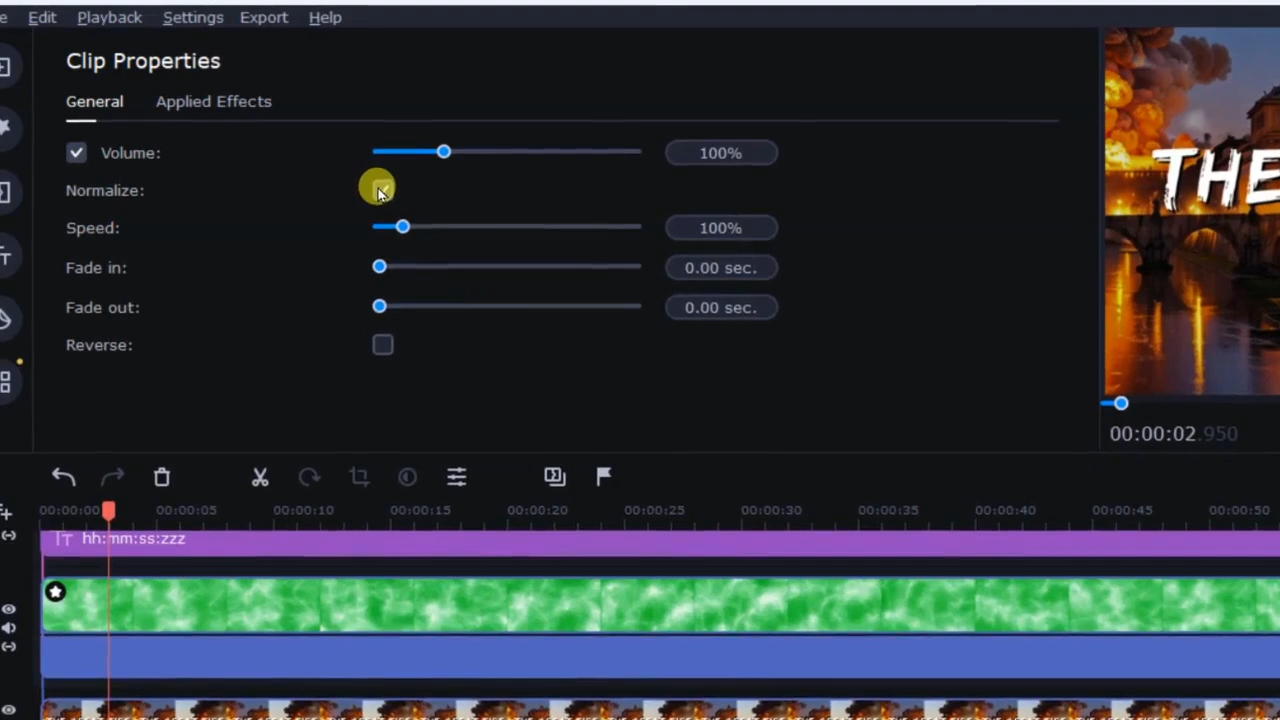 Edit Playback Settings Export Help
Clip Properties
General Applied Effects
Volume: 100%
Normalize:
Speed: 100%
Fade in: 0.00 sec.
Fade out: 0.00 sec.
Reverse:
THE
00:00:02.950
00:00:00 00:00:05 00:00:10 00:00:15 00:00:20 00:00:25 00:00:30 00:00:35 00:00:40 00:00:45 00:00:50
hh:mm:ss:zzz